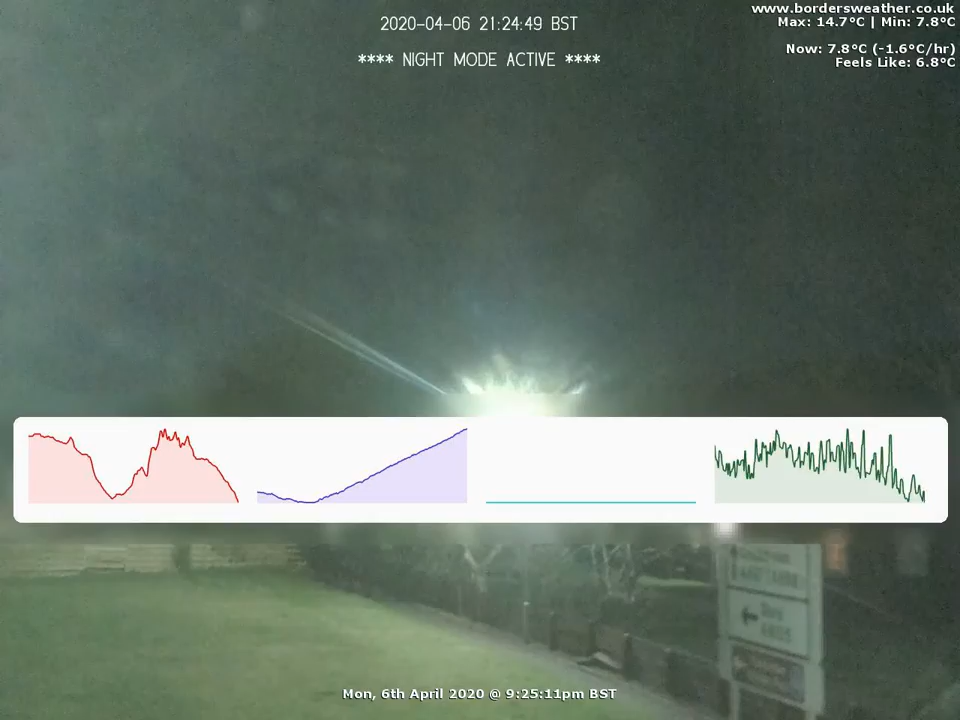 www.bordersweather.co.uk
2020-04-06 21:24:49 BST
Max: 14.7°C | Min: 7.8°C
Now: 7.8°C (-1.6°C/hr)
**** NIGHT MODE ACTIVE ****
Feels Like: 6.8°C
Mon, 6th April 2020 @ 9:25:11pm BST